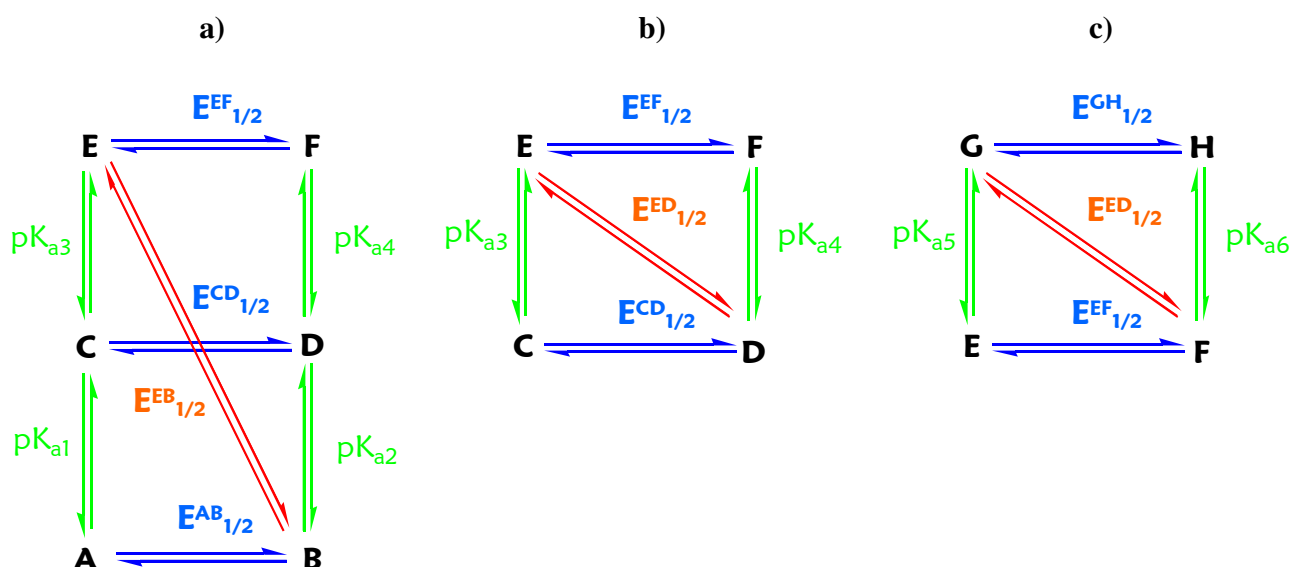 a)
b)
c)
E^EF_1/2
E
F
pK_a3
pK_a4
E^CD_1/2
C
D
E^EB_1/2
pK_a1
pK_a2
E^AB_1/2
A
B
E^EF_1/2
E
F
E^ED_1/2
pK_a3
pK_a4
E^CD_1/2
C
D
E^GH_1/2
G
H
E^ED_1/2
pK_a5
pK_a6
E^EF_1/2
E
F